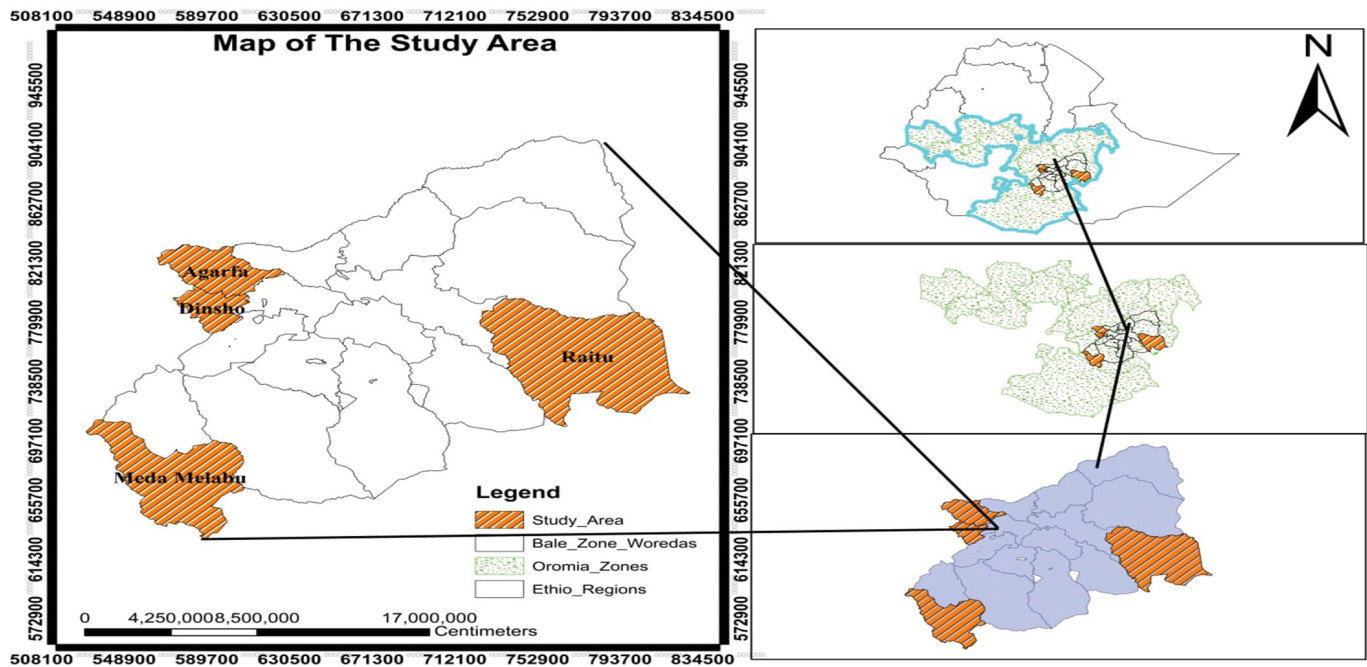 508100 548900 589700 630500 671300 712100 752900 793700 834500
Map of The Study Area
N
945500
904100
862700
821300
779900
738500
697100
655700
614300
572900
Agarfa
Dinsho
Raitu
Meda Melabu
Legend
Study_Area
Bale_Zone_Woredas
Oromia_Zones
Ethio_Regions
0 4,250,000 8,500,000 17,000,000
Centimeters
945500
904100
862700
821300
779900
738500
697100
655700
614300
572900
508100 548900 589700 630500 671300 712100 752900 793700 834500